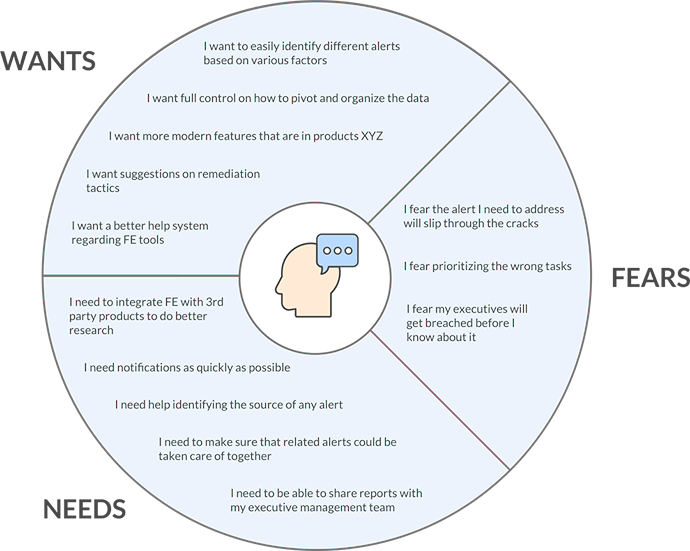 WANTS
I want to easily identify different alerts
based on various factors
I want full control on how to pivot and organize the data
I want more modern features that are in products XYZ
I want suggestions on remediation
tactics
I want a better help system
regarding FE tools
FEARS
I fear the alert I need to address
will slip through the cracks
I fear prioritizing the wrong tasks
I fear my executives will
get breached before I
know about it
NEEDS
I need to integrate FE with 3rd
party products to do better
research
I need notifications as quickly as possible
I need help identifying the source of any alert
I need to make sure that related alerts could be
taken care of together
I need to be able to share reports with
my executive management team